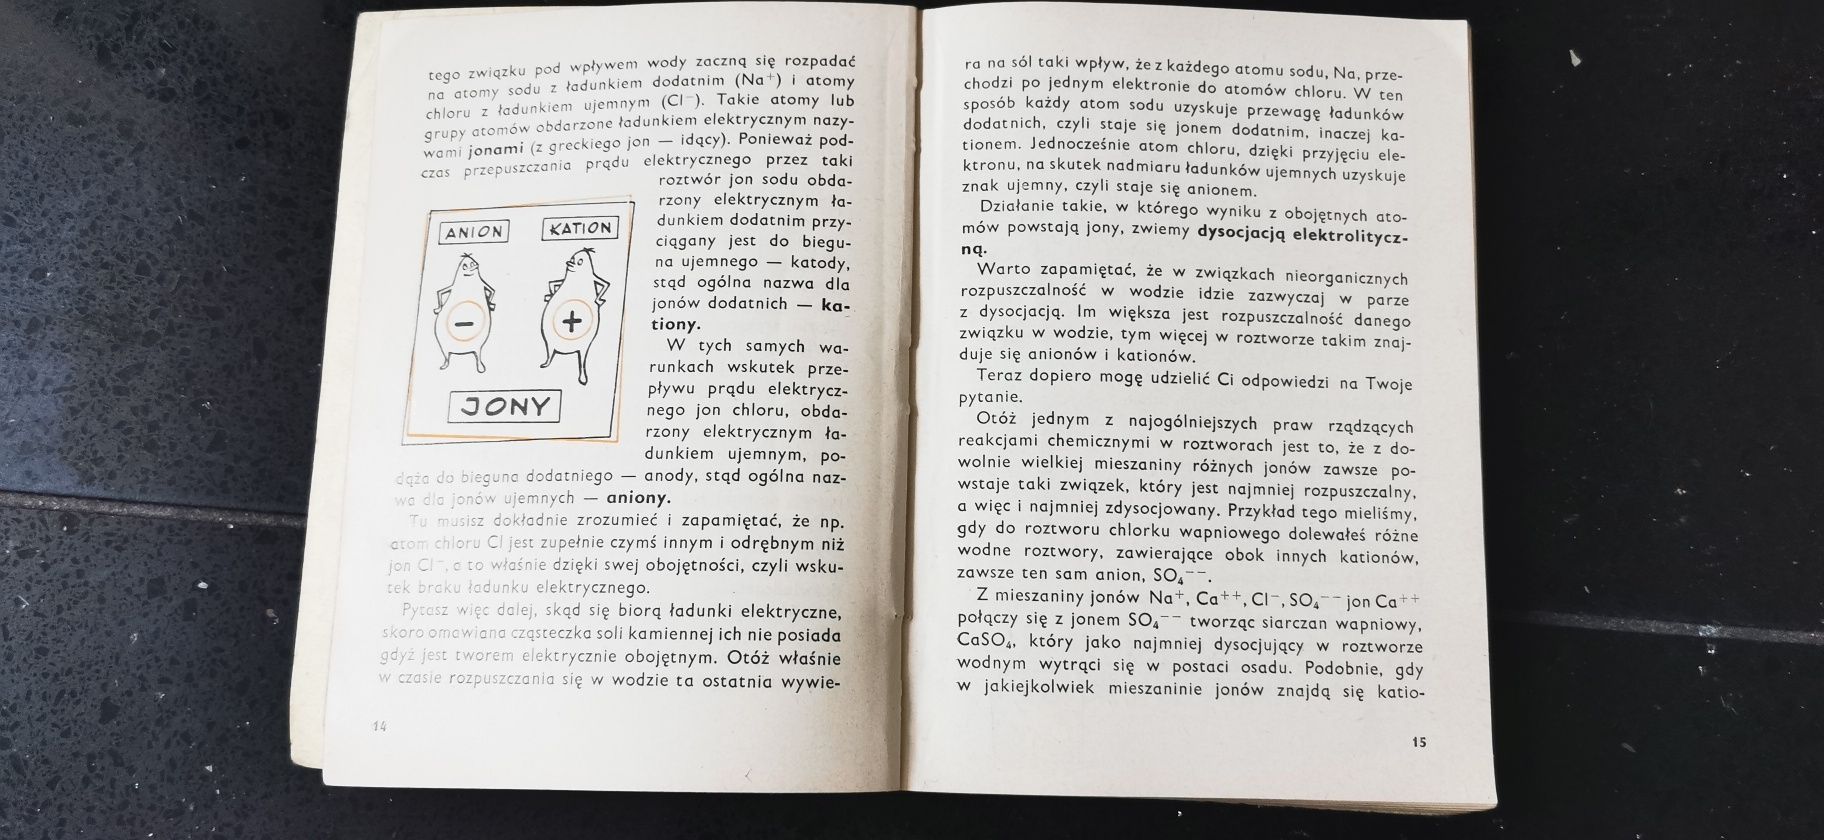 tego związku pod wpływem wody zaczną się rozpadać
na atomy sodu z ładunkiem dodatnim (Na⁺) i atomy
chloru z ładunkiem ujemnym (Cl⁻). Takie atomy lub
grupy atomów obdarzone ładunkiem elektrycznym nazy-
wami jonami (z greckiego jon — idący). Ponieważ pod-
czas przepuszczania prądu elektrycznego przez taki
roztwór jon sodu obda-
rzony elektrycznym ła-
dunkiem dodatnim przy-
ciągany jest do biegu-
na ujemnego — katody,
stąd ogólna nazwa dla
jonów dodatnich — ka-
tiony.
W tych samych wa-
runkach wskutek prze-
pływu prądu elektrycz-
nego jon chloru, obda-
rzony elektrycznym ła-
dunkiem ujemnym, po-
ANION KATION
− +
JONY
dąża do bieguna dodatniego — anody, stąd ogólna naz-
wa dla jonów ujemnych — aniony.
Tu musisz dokładnie zrozumieć i zapamiętać, że np.
atom chloru Cl jest zupełnie czymś innym i odrębnym niż
jon Cl⁻, a to właśnie dzięki swej obojętności, czyli wsku-
tek braku ładunku elektrycznego.
Pytasz więc dalej, skąd się biorą ładunki elektryczne,
skoro omawiana cząsteczka soli kamiennej ich nie posiada
gdyż jest tworem elektrycznie obojętnym. Otóż właśnie
w czasie rozpuszczania się w wodzie ta ostatnia wywie-
14
ra na sól taki wpływ, że z każdego atomu sodu, Na, prze-
chodzi po jednym elektronie do atomów chloru. W ten
sposób każdy atom sodu uzyskuje przewagę ładunków
dodatnich, czyli staje się jonem dodatnim, inaczej ka-
tionem. Jednocześnie atom chloru, dzięki przyjęciu ele-
ktronu, na skutek nadmiaru ładunków ujemnych uzyskuje
znak ujemny, czyli staje się anionem.
Działanie takie, w którego wyniku z obojętnych ato-
mów powstają jony, zwiemy dysocjacją elektrolitycz-
ną.
Warto zapamiętać, że w związkach nieorganicznych
rozpuszczalność w wodzie idzie zazwyczaj w parze
z dysocjacją. Im większa jest rozpuszczalność danego
związku w wodzie, tym więcej w roztworze takim znaj-
duje się anionów i kationów.
Teraz dopiero mogę udzielić Ci odpowiedzi na Twoje
pytanie.
Otóż jednym z najogólniejszych praw rządzących
reakcjami chemicznymi w roztworach jest to, że z do-
wolnie wielkiej mieszaniny różnych jonów zawsze po-
wstaje taki związek, który jest najmniej rozpuszczalny,
a więc i najmniej zdysocjowany. Przykład tego mieliśmy,
gdy do roztworu chlorku wapniowego dolewałeś różne
wodne roztwory, zawierające obok innych kationów,
zawsze ten sam anion, SO₄⁻⁻.
Z mieszaniny jonów Na⁺, Ca⁺⁺, Cl⁻, SO₄⁻⁻ jon Ca⁺⁺
połączy się z jonem SO₄⁻⁻ tworząc siarczan wapniowy,
CaSO₄, który jako najmniej dysocjujący w roztworze
wodnym wytrąci się w postaci osadu. Podobnie, gdy
w jakiejkolwiek mieszaninie jonów znajdą się katio-
15